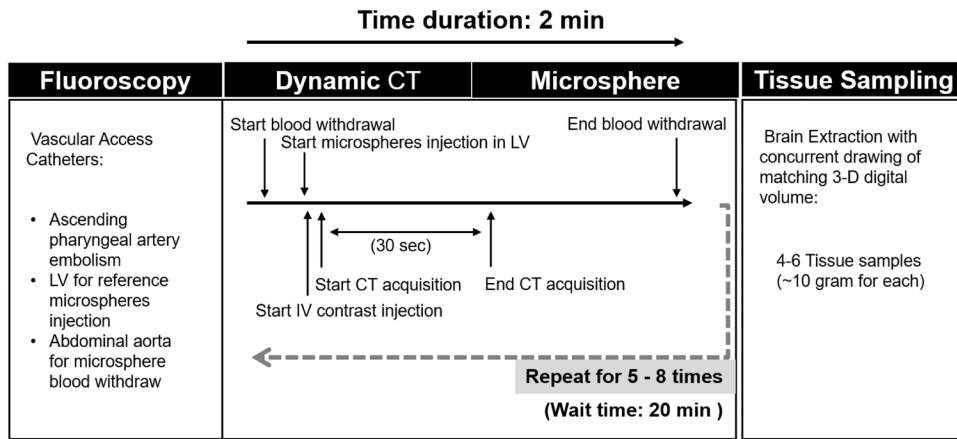 Time duration: 2 min
Fluoroscopy
Dynamic CT
Microsphere
Tissue Sampling
Vascular Access
Catheters:
• Ascending
pharyngeal artery
embolism
• LV for reference
microspheres
injection
• Abdominal aorta
for microsphere
blood withdraw
Start blood withdrawal
Start microspheres injection in LV
End blood withdrawal
(30 sec)
Start CT acquisition
End CT acquisition
Start IV contrast injection
Repeat for 5 - 8 times
(Wait time: 20 min )
Brain Extraction with
concurrent drawing of
matching 3-D digital
volume:
4-6 Tissue samples
(~10 gram for each)